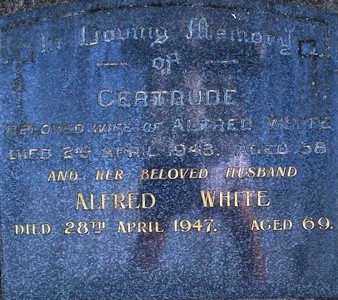 In Loving Memory
OF
GERTRUDE
BELOVED WIFE OF ALFRED WHITE
DIED 2ND APRIL 1943. AGED 58
AND HER BELOVED HUSBAND
ALFRED WHITE
DIED 28TH APRIL 1947. AGED 69.